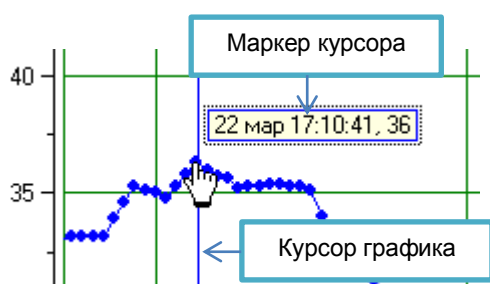 Маркер курсора
40
22 мар 17:10:41, 36
35
Курсор графика